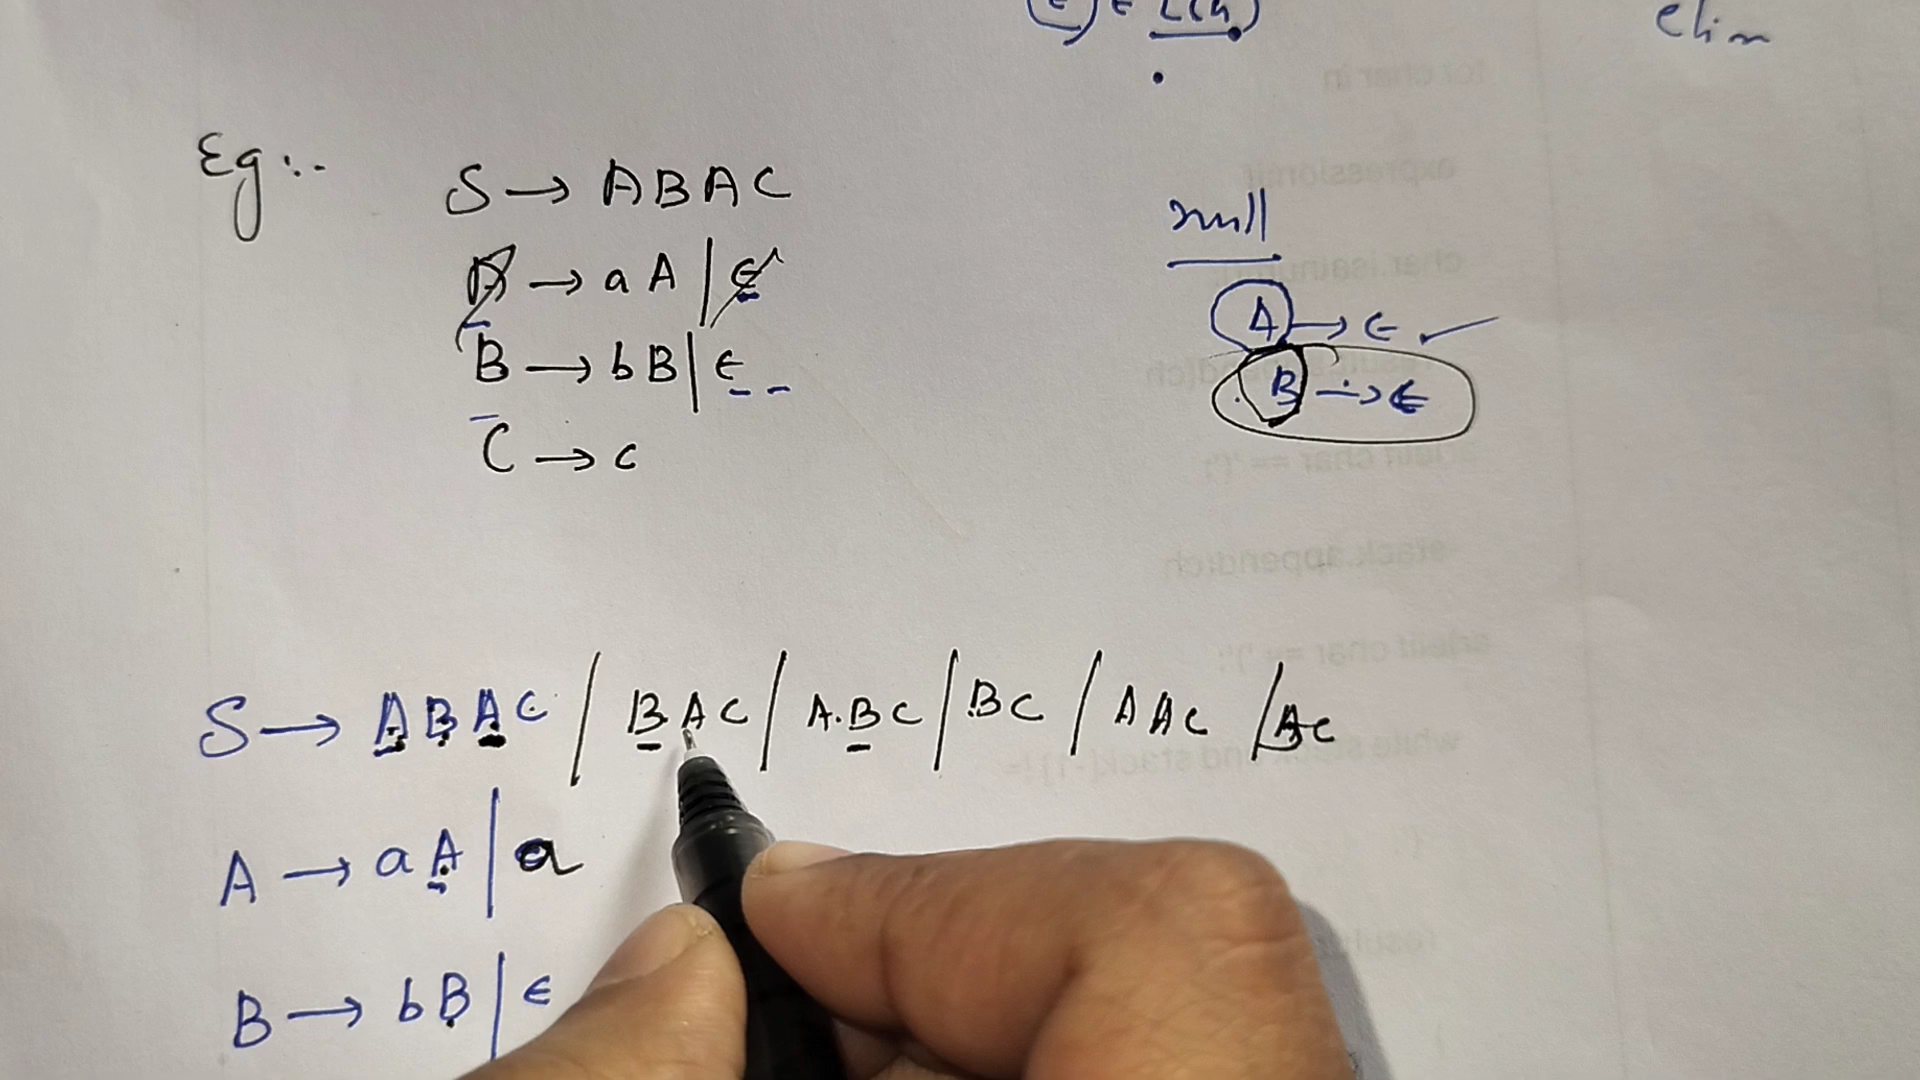 ∈ L(G)
Elim
Eg:-
S → ABAC
A → aA | ϵ
B → bB | ϵ
C → c
null
A → ϵ ✓
B → ϵ
S → ABAC / BAC / ABC / BC / AAC / AC
A → aA | a
B → bB | ϵ